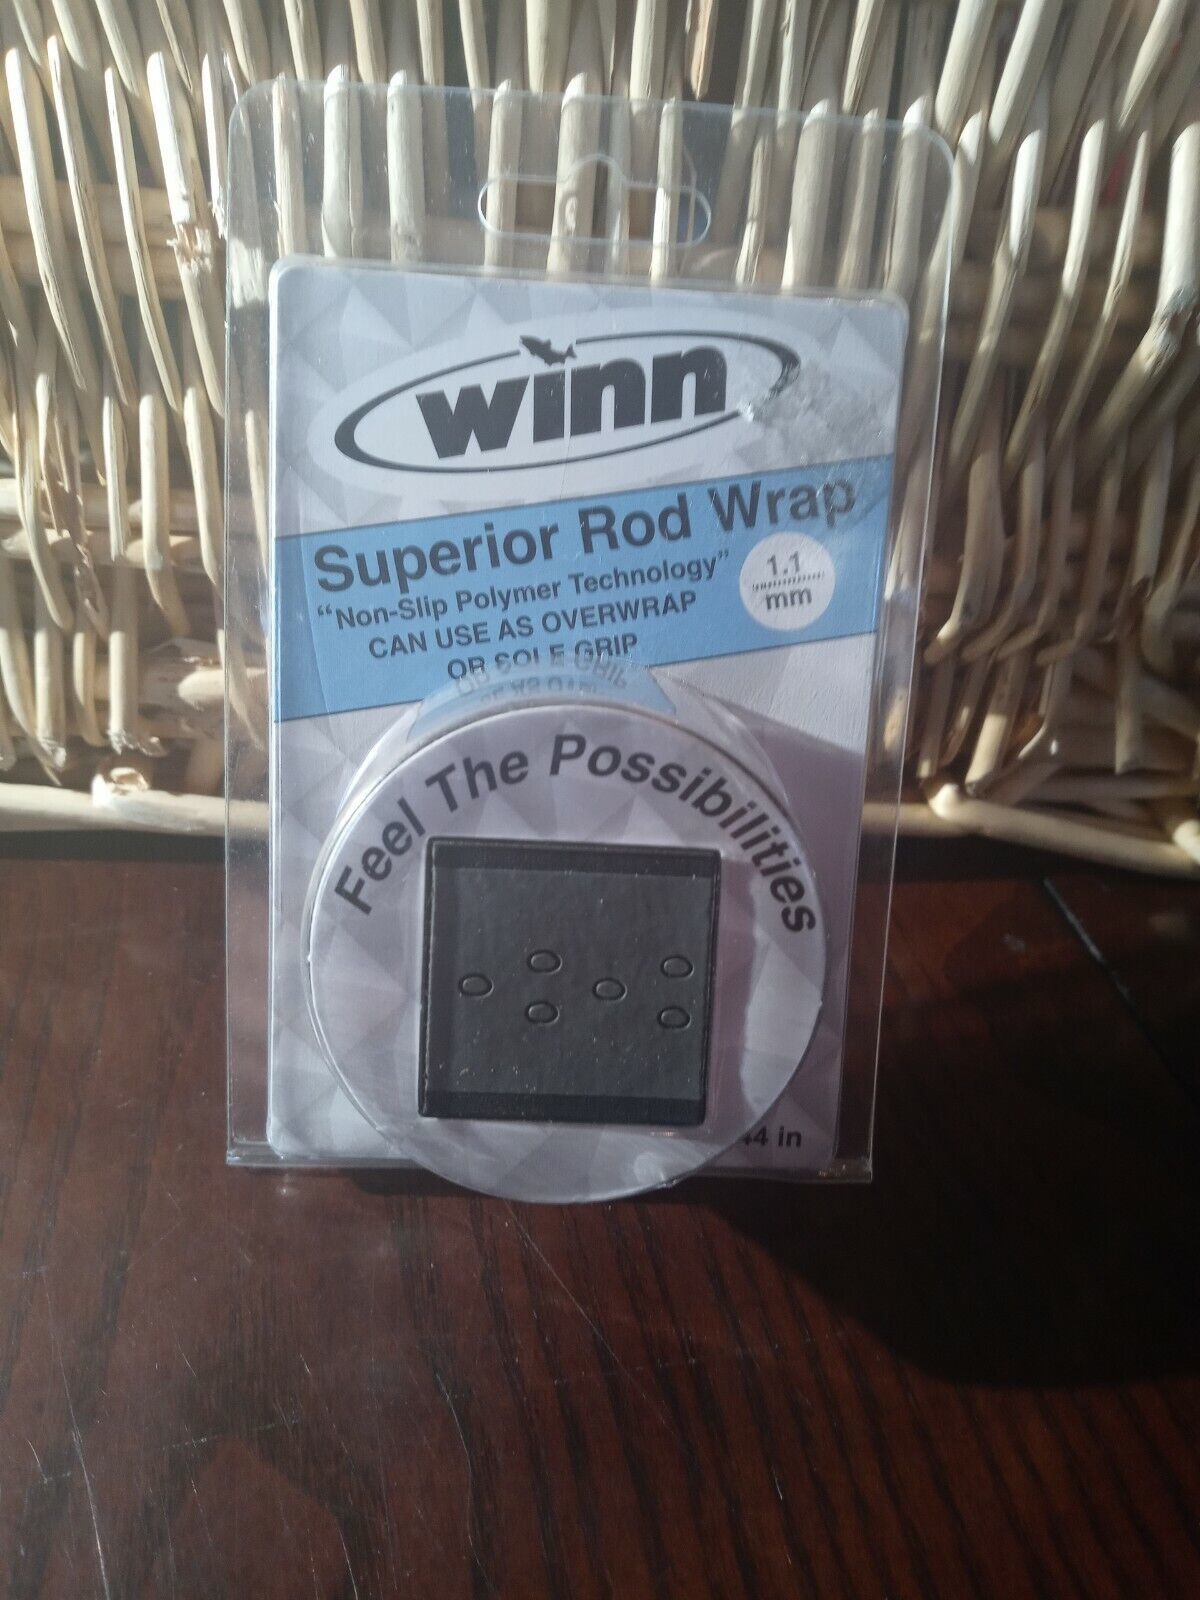 winn
Superior Rod Wrap
"Non-Slip Polymer Technology"
CAN USE AS OVERWRAP
OR SOLE GRIP
1.1
mm
Feel The Possibilities
in